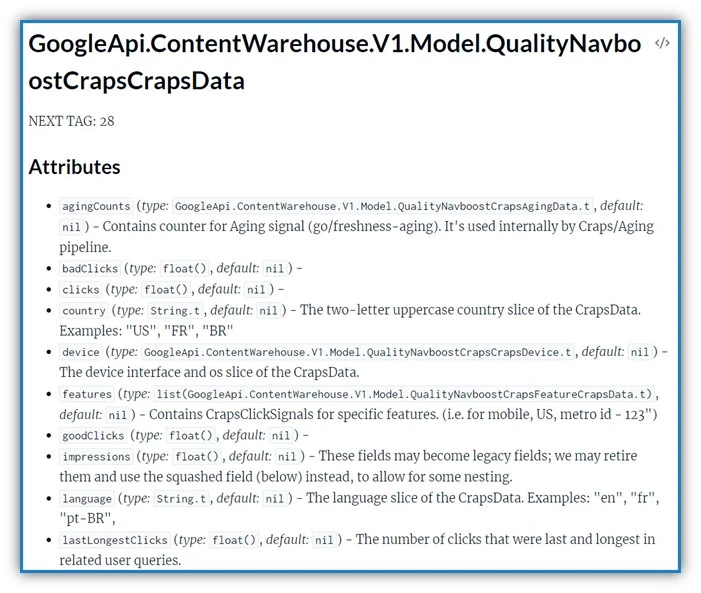 GoogleApi.ContentWarehouse.V1.Model.QualityNavbo </>
ostCrapsCrapsData
NEXT TAG: 28
Attributes
• agingCounts (type: GoogleApi.ContentWarehouse.V1.Model.QualityNavboostCrapsAgingData.t, default:
nil) – Contains counter for Aging signal (go/freshness-aging). It's used internally by Craps/Aging
pipeline.
• badClicks (type: float(), default: nil) –
• clicks (type: float(), default: nil) –
• country (type: String.t, default: nil) – The two-letter uppercase country slice of the CrapsData.
Examples: "US", "FR", "BR"
• device (type: GoogleApi.ContentWarehouse.V1.Model.QualityNavboostCrapsCrapsDevice.t, default: nil) –
The device interface and os slice of the CrapsData.
• features (type: list(GoogleApi.ContentWarehouse.V1.Model.QualityNavboostCrapsFeatureCrapsData.t),
default: nil) – Contains CrapsClickSignals for specific features. (i.e. for mobile, US, metro id - 123")
• goodClicks (type: float(), default: nil) –
• impressions (type: float(), default: nil) – These fields may become legacy fields; we may retire
them and use the squashed field (below) instead, to allow for some nesting.
• language (type: String.t, default: nil) – The language slice of the CrapsData. Examples: "en", "fr",
"pt-BR",
• lastLongestClicks (type: float(), default: nil) – The number of clicks that were last and longest in
related user queries.